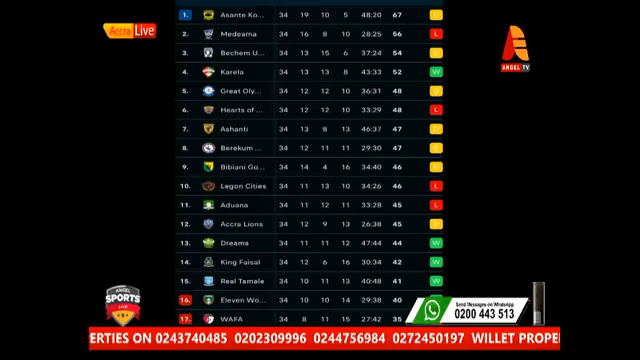 Accra Live
ANGEL TV
1. Asante Ko... 34 19 10 5 48:20 67 D
2. Medeama 34 16 8 10 28:25 56 L
3. Bechem U... 34 13 15 6 37:24 54 D
4. Karela 34 13 13 8 43:33 52 W
5. Great Oly... 34 12 12 10 36:31 48 D
6. Hearts of ... 34 12 12 10 33:29 48 L
7. Ashanti 34 13 8 13 46:37 47 D
8. Berekum ... 34 12 11 11 29:30 47 D
9. Bibiani Go... 34 14 4 16 34:40 46 D
10. Legon Cities 34 11 13 10 34:26 46 L
11. Aduana 34 11 12 11 33:28 45 L
12. Accra Lions 34 12 9 13 26:38 45 D
13. Dreams 34 11 11 12 47:44 44 W
14. King Faisal 34 12 6 16 30:34 42 W
15. Real Tamale 34 10 11 13 40:48 41 W
16. Eleven Wo... 34 10 10 14 29:38 40
17. WAFA 34 8 11 15 27:42 35
ANGEL
SPORTS
LIVE
Send Messages on WhatsApp
0200 443 513
ERTIES ON 0243740485 0202309996 0244756984 0272450197 WILLET PROPE